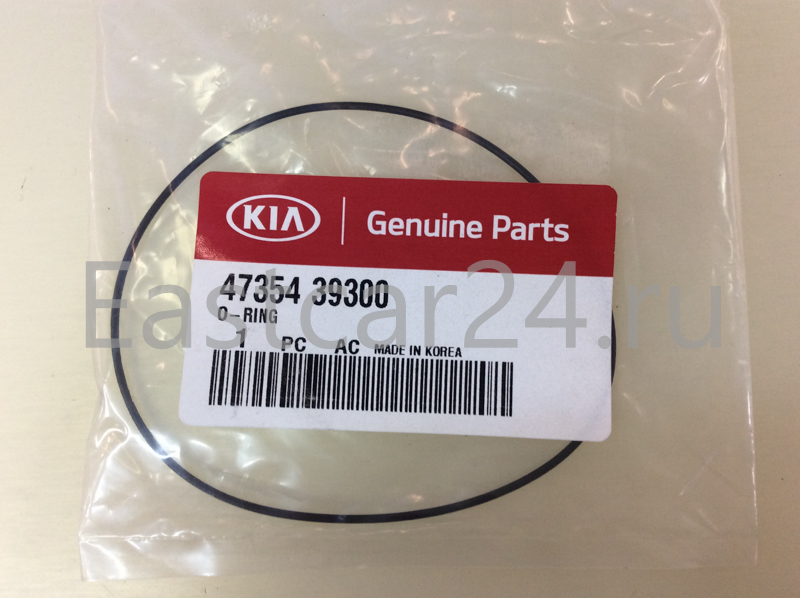 KIA Genuine Parts
47354 39300
O-RING
1 PC AC MADE IN KOREA
Eastcar24.ru